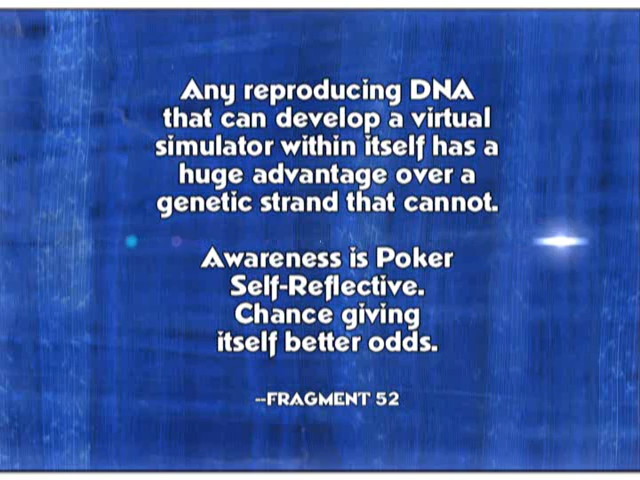 Any reproducing DNA
that can develop a virtual
simulator within itself has a
huge advantage over a
genetic strand that cannot.
Awareness is Poker
Self-Reflective.
Chance giving
itself better odds.
--FRAGMENT 52